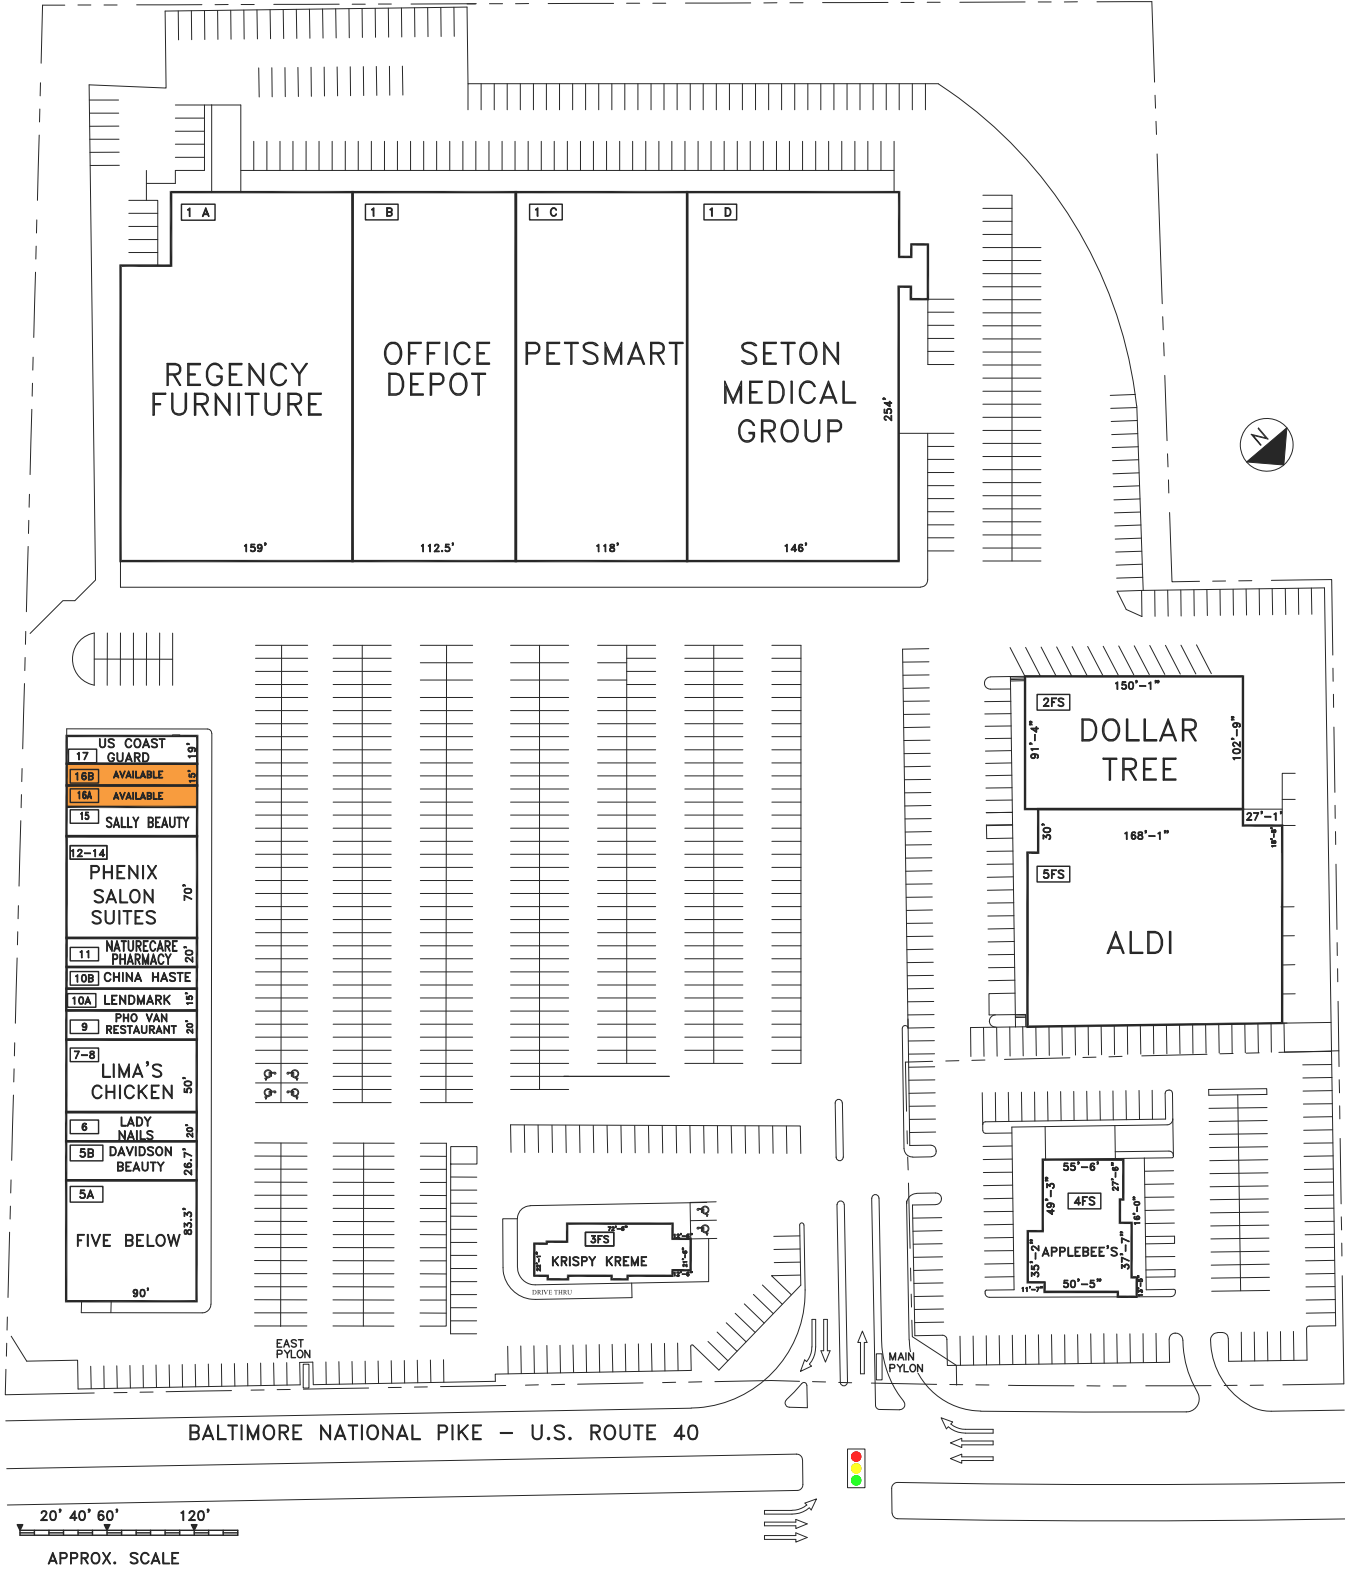 1 A
1 B
1 C
1 D
REGENCY
FURNITURE
OFFICE
DEPOT
PETSMART
SETON
MEDICAL
GROUP
254'
159'
112.5'
118'
146'
N
17
US COAST
GUARD
19'
16B
AVAILABLE
15'
16A
AVAILABLE
15
SALLY BEAUTY
12-14
PHENIX
SALON
SUITES
70'
11
NATURECARE
PHARMACY
20'
10B
CHINA HASTE
10A
LENDMARK
15'
9
PHO VAN
RESTAURANT
20'
7-8
LIMA'S
CHICKEN
50'
6
LADY
NAILS
20'
5B
DAVIDSON
BEAUTY
26.7'
5A
FIVE BELOW
83.3'
90'
150'-1"
2FS
DOLLAR
TREE
91'-4"
102'-9"
27'-1'
30'
168'-1"
5FS
ALDI
55'-6'
49'-3"
4FS
16'-0"
APPLEBEE'S
35'-2"
37'-7"
50'-5"
11'-7"
3FS
KRISPY KREME
DRIVE THRU
EAST
PYLON
MAIN
PYLON
BALTIMORE NATIONAL PIKE - U.S. ROUTE 40
20' 40' 60' 120'
APPROX. SCALE